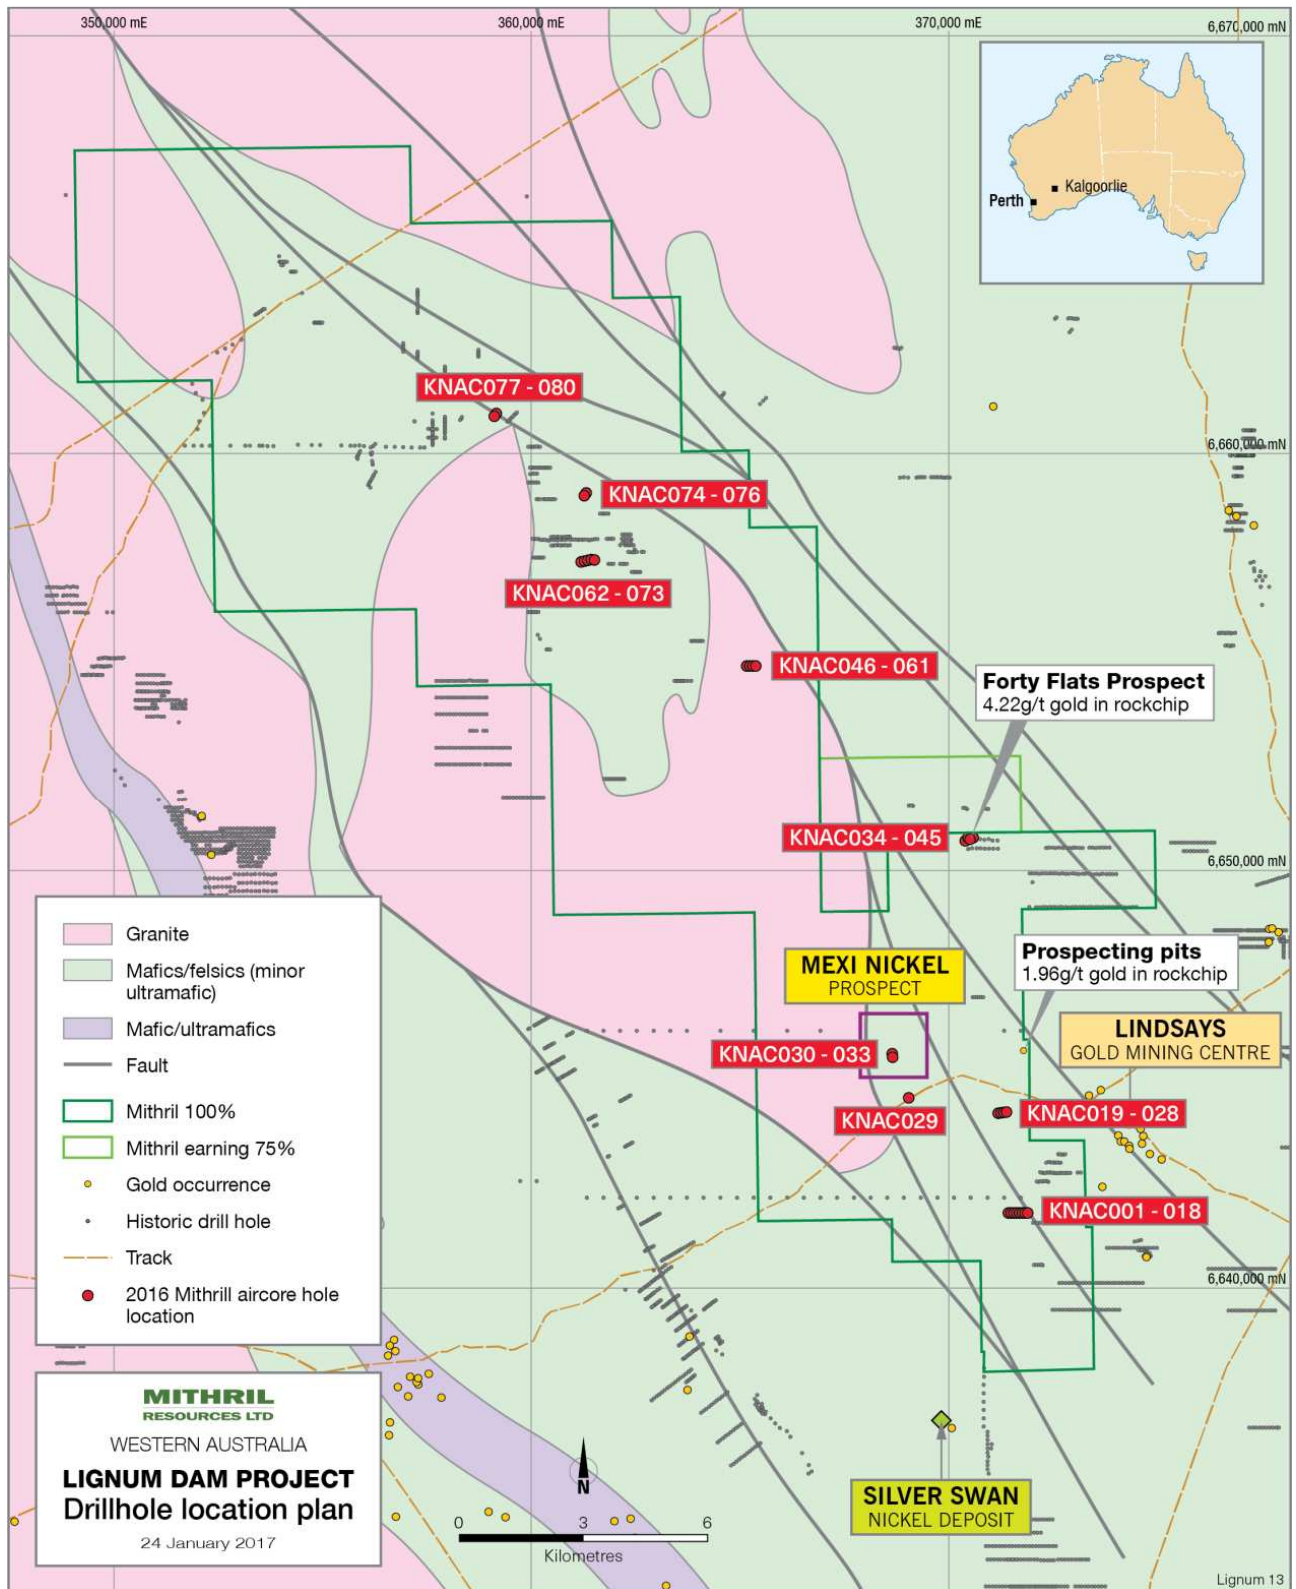 350,000 mE
360,000 mE
370,000 mE
6,670,000 mN
Kalgoorlie
Perth
KNAC077 - 080
6,660,000 mN
KNAC074 - 076
KNAC062 - 073
KNAC046 - 061
Forty Flats Prospect
4.22g/t gold in rockchip
KNAC034 - 045
6,650,000 mN
Prospecting pits
1.96g/t gold in rockchip
MEXI NICKEL
PROSPECT
LINDSAYS
GOLD MINING CENTRE
KNAC030 - 033
KNAC029
KNAC019 - 028
KNAC001 - 018
6,640,000 mN
Granite
Mafics/felsics (minor
ultramafic)
Mafic/ultramafics
Fault
Mithril 100%
Mithril earning 75%
Gold occurrence
Historic drill hole
Track
2016 Mithrill aircore hole
location
MITHRIL
RESOURCES LTD
WESTERN AUSTRALIA
LIGNUM DAM PROJECT
Drillhole location plan
24 January 2017
N
0 3 6
Kilometres
SILVER SWAN
NICKEL DEPOSIT
Lignum 13